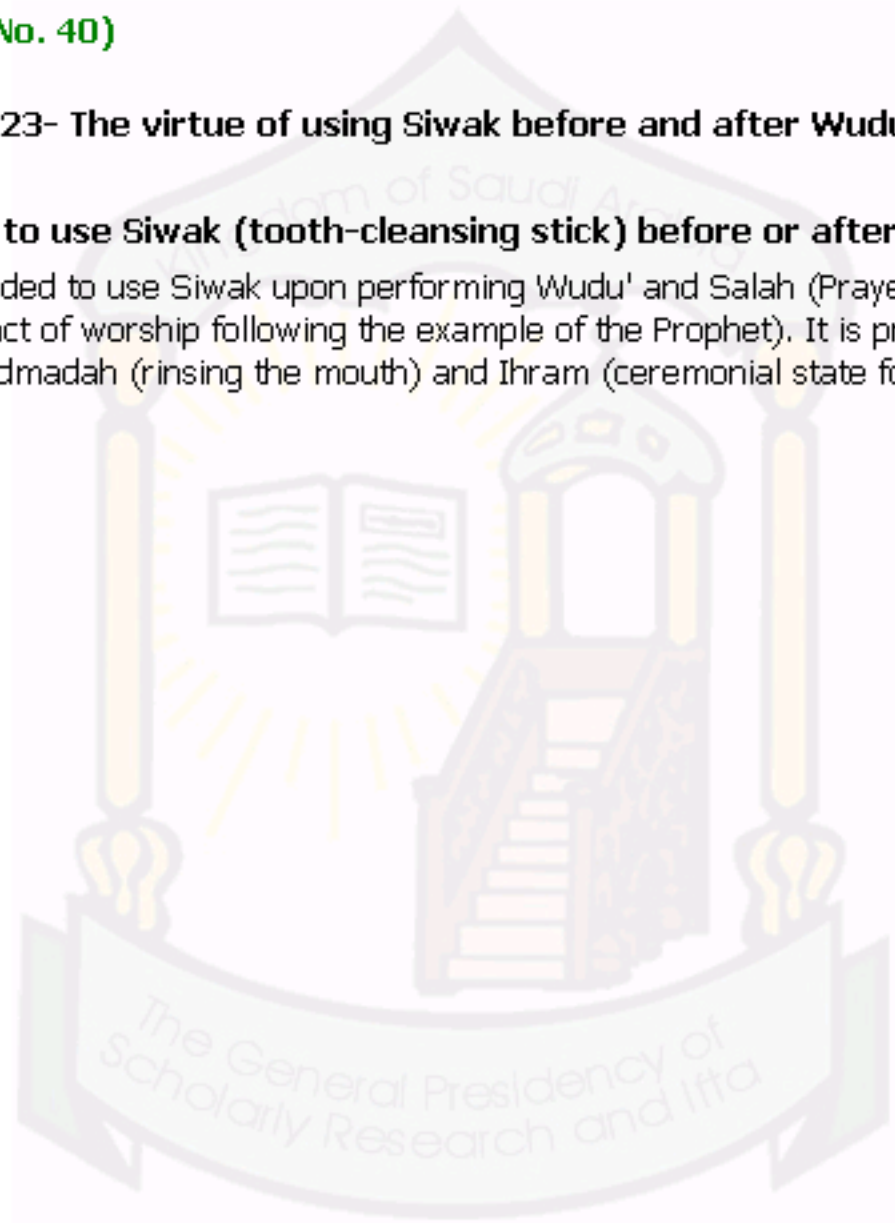 No. 40)
23- The virtue of using Siwak before and after Wudu
to use Siwak (tooth-cleansing stick) before or after
ded to use Siwak upon performing Wudu' and Salah (Praye
act of worship following the example of the Prophet). It is pr
dmadah (rinsing the mouth) and Ihram (ceremonial state fo
Kingdom of Saudi Arabia
The General Presidency of
Scholarly Research and Ifta